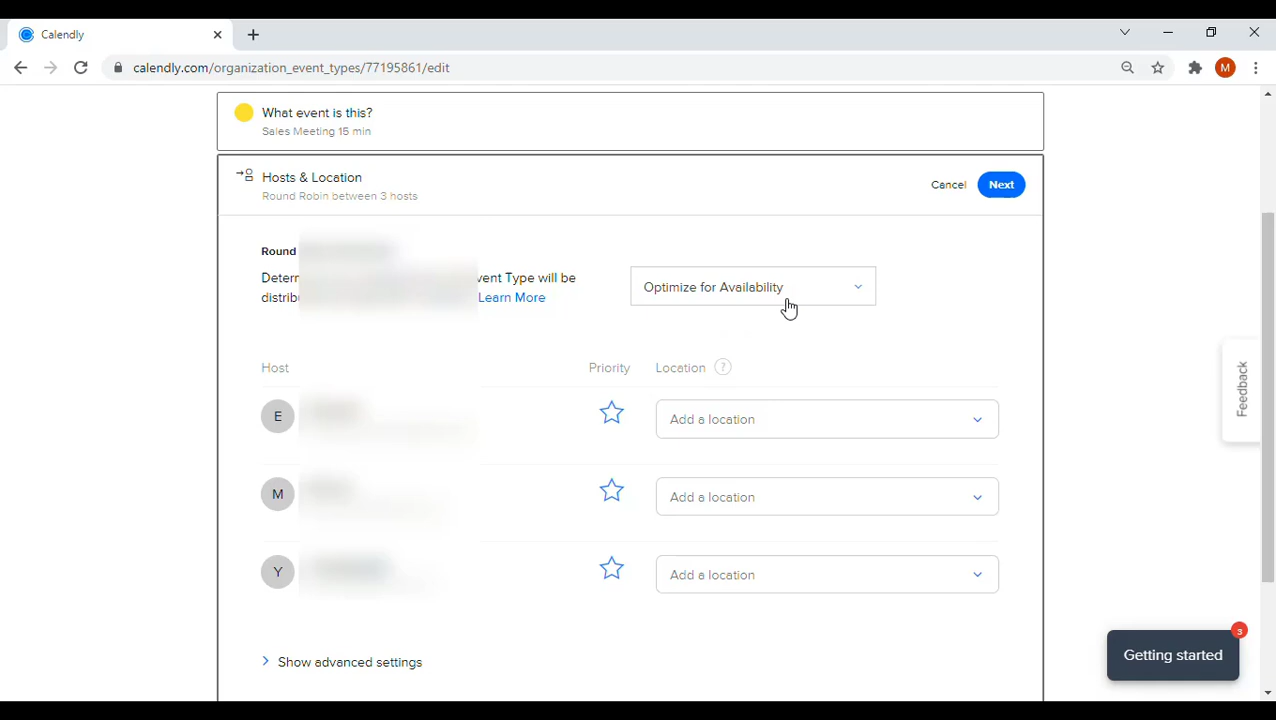 Calendly
calendly.com/organization_event_types/77195861/edit
M
What event is this?
Sales Meeting 15 min
Hosts & Location
Round Robin between 3 hosts
Cancel
Next
Round
vent Type will be
Learn More
Optimize for Availability
Host
Priority
Location ?
E
Add a location
M
Add a location
Y
Add a location
Show advanced settings
Feedback
Getting started
3